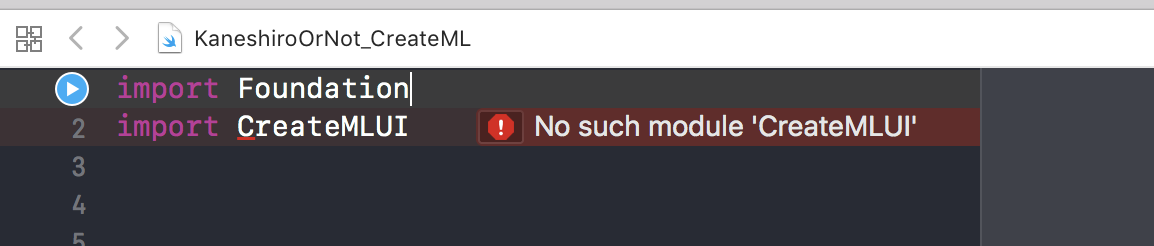 KaneshiroOrNot_CreateML
import Foundation
2 import CreateMLUI No such module 'CreateMLUI'
3
4
5